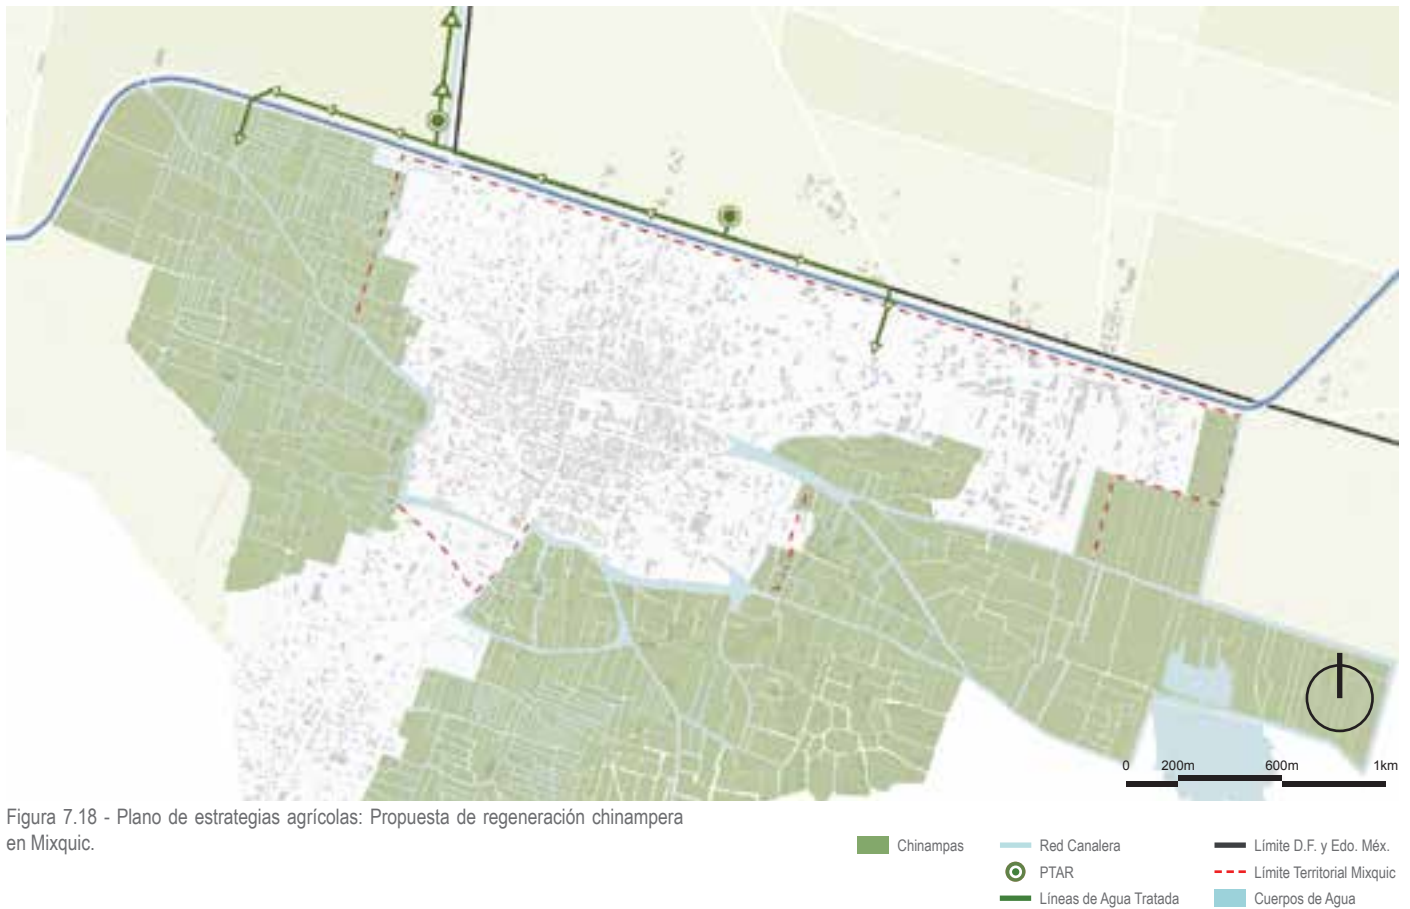 0 200m 600m 1km
Figura 7.18 - Plano de estrategias agrícolas: Propuesta de regeneración chinampera
en Mixquic.
Chinampas
Red Canalera
PTAR
Líneas de Agua Tratada
Límite D.F. y Edo. Méx.
Límite Territorial Mixquic
Cuerpos de Agua